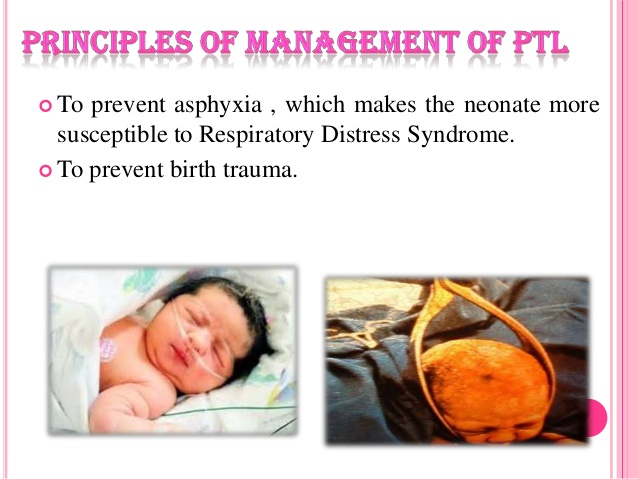 PRINCIPLES OF MANAGEMENT OF PTL
To prevent asphyxia , which makes the neonate more
susceptible to Respiratory Distress Syndrome.
To prevent birth trauma.